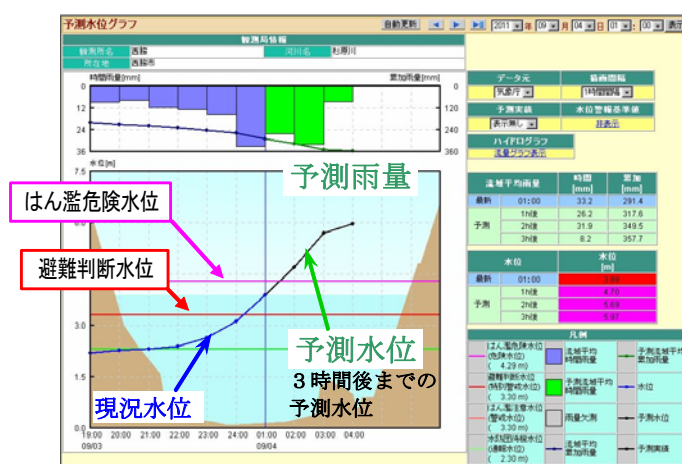 予測水位グラフ
自動更新
2011 年 09 月 04 日 01 : 00 表示
観測局情報
観測所名 西脇 河川名 杉原川
所在地 西脇市
時間雨量[mm] 累加雨量[mm]
0 0
12 120
24 240
36 360
水位[m]
7.5
予測雨量
はん濫危険水位
避難判断水位
3.0
1.5
0.0
予測水位
3時間後までの
予測水位
現況水位
19:00 20:00 21:00 22:00 23:00 24:00 01:00 02:00 03:00 04:00
09/03 09/04
データ元 描画間隔
気象庁 1時間間隔
予測実績 水位警報基準値
表示無し 非表示
ハイドログラフ
流量グラフ表示
流域平均雨量 時間[mm] 累加[mm]
最新 01:00 33.2 291.4
予測 1h後 26.2 317.6
2h後 31.9 349.5
3h後 8.2 357.7
水位 水位[m]
最新 01:00
予測 1h後 4.70
2h後 5.69
3h後 5.97
凡例
はん濫危険水位(危険水位)( 4.29 m) 流域平均時間雨量 予測流域平均累加雨量
避難判断水位(特別警戒水位)( 3.30 m) 予測流域平均時間雨量 水位
はん濫注意水位(警戒水位)( 3.30 m) 雨量欠測 予測水位
水防団待機水位(通報水位)( 2.30 m) 流域平均累加雨量 予測実績